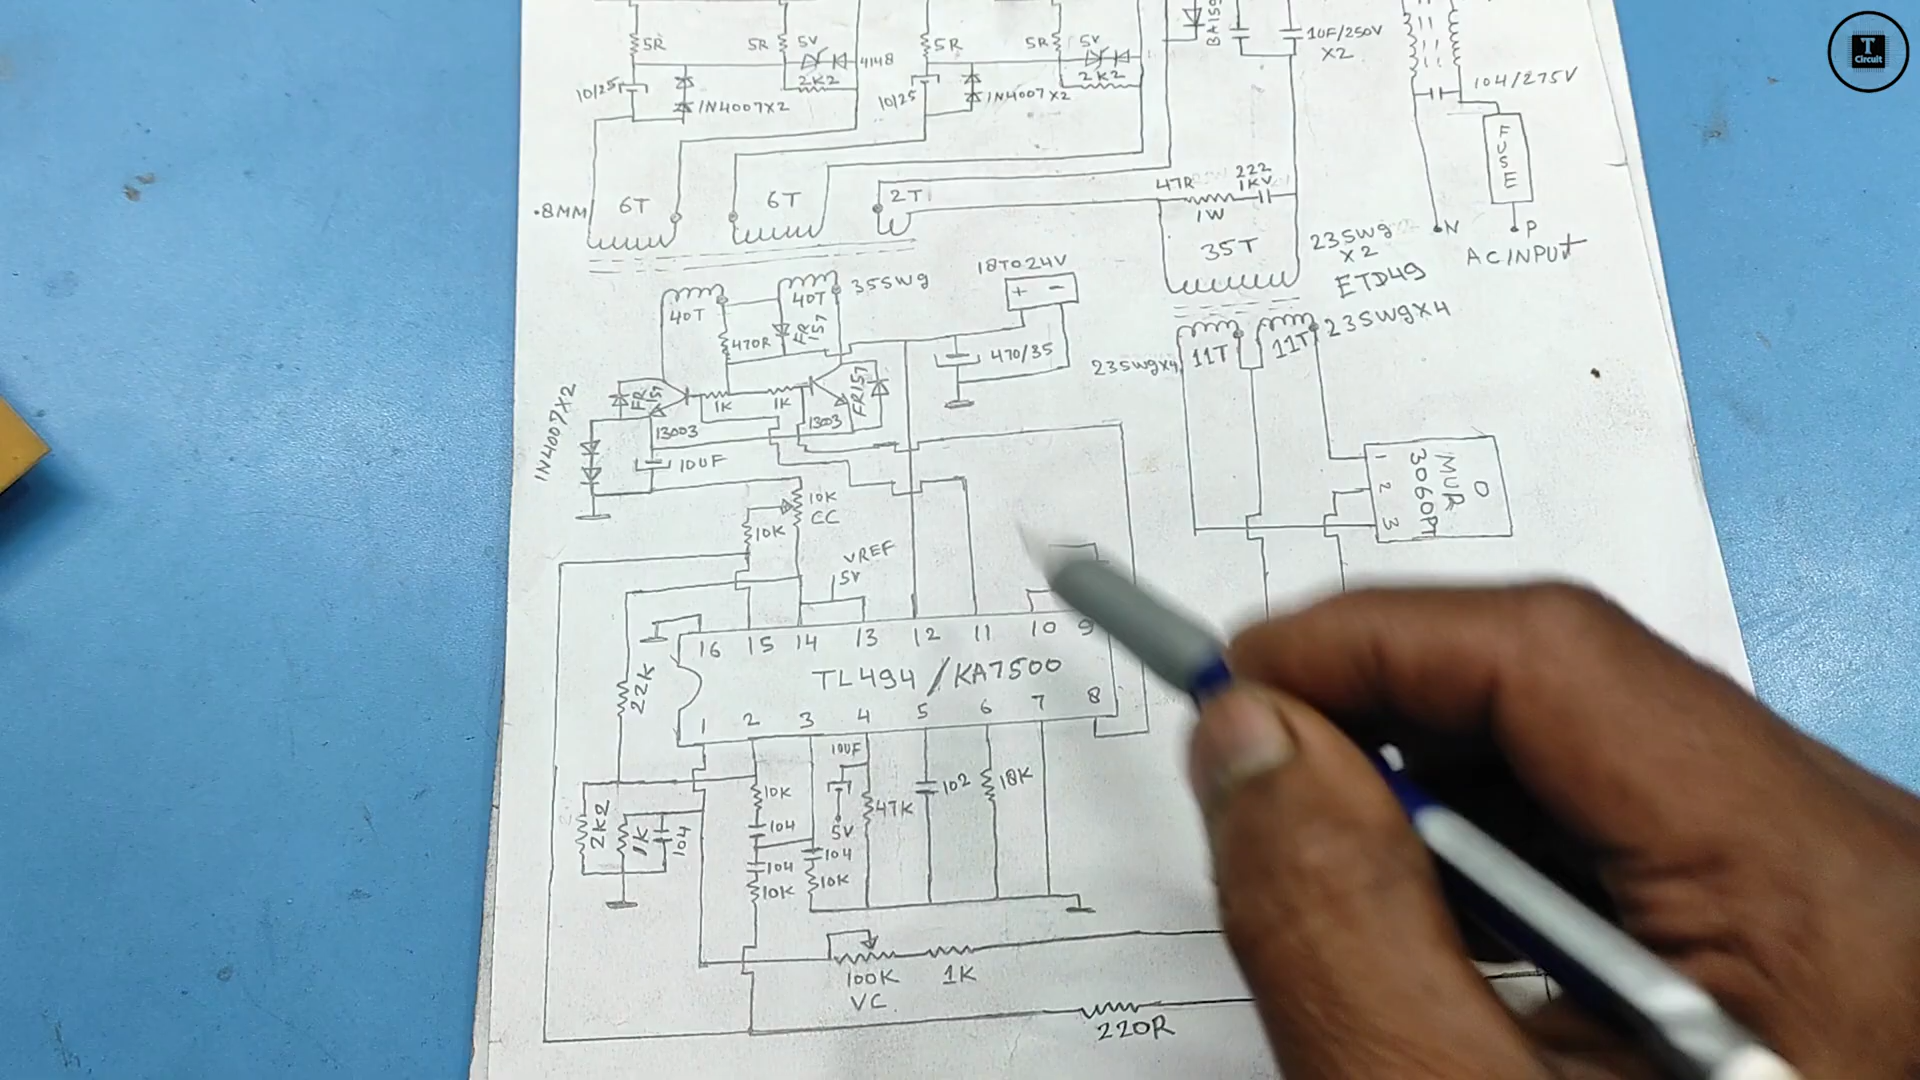 T
Circuit
5R
5R
5V
4148
2K2
10/25
1N4007X2
5R
5R
5V
2K2
10/25
1N4007X2
BA159
1UF/250V
X2
104/275V
FUSE
N
P
AC INPUT
.8MM
6T
6T
2T
47R
1W
222
1KV
35T
23SWg
X2
ETD49
18TO24V
+ -
40T
40T
35SWg
470R
FR157
470/35
23SWgX4
11T
11T
23SWgX4
1N4007X2
FR157
1K
1K
FR157
13003
13003
10UF
1
2
3
MUR
3060PT
O
10K
CC
10K
VREF
5V
16 15 14 13 12 11 10 9
TL494/KA7500
1 2 3 4 5 6 7 8
22K
10UF
10K
47K
102
18K
2K2
1K
104
104
5V
104
104
10K
10K
100K
VC
1K
220R